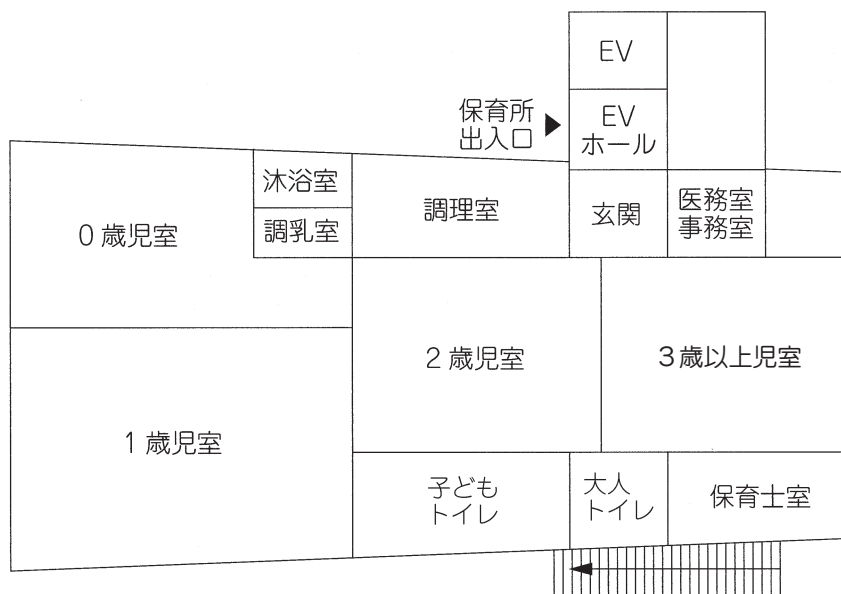 EV
保育所
出入口
EV
ホール
沐浴室
調理室
玄関
医務室
事務室
0歳児室
調乳室
2歳児室
3歳以上児室
1歳児室
子ども
トイレ
大人
トイレ
保育士室